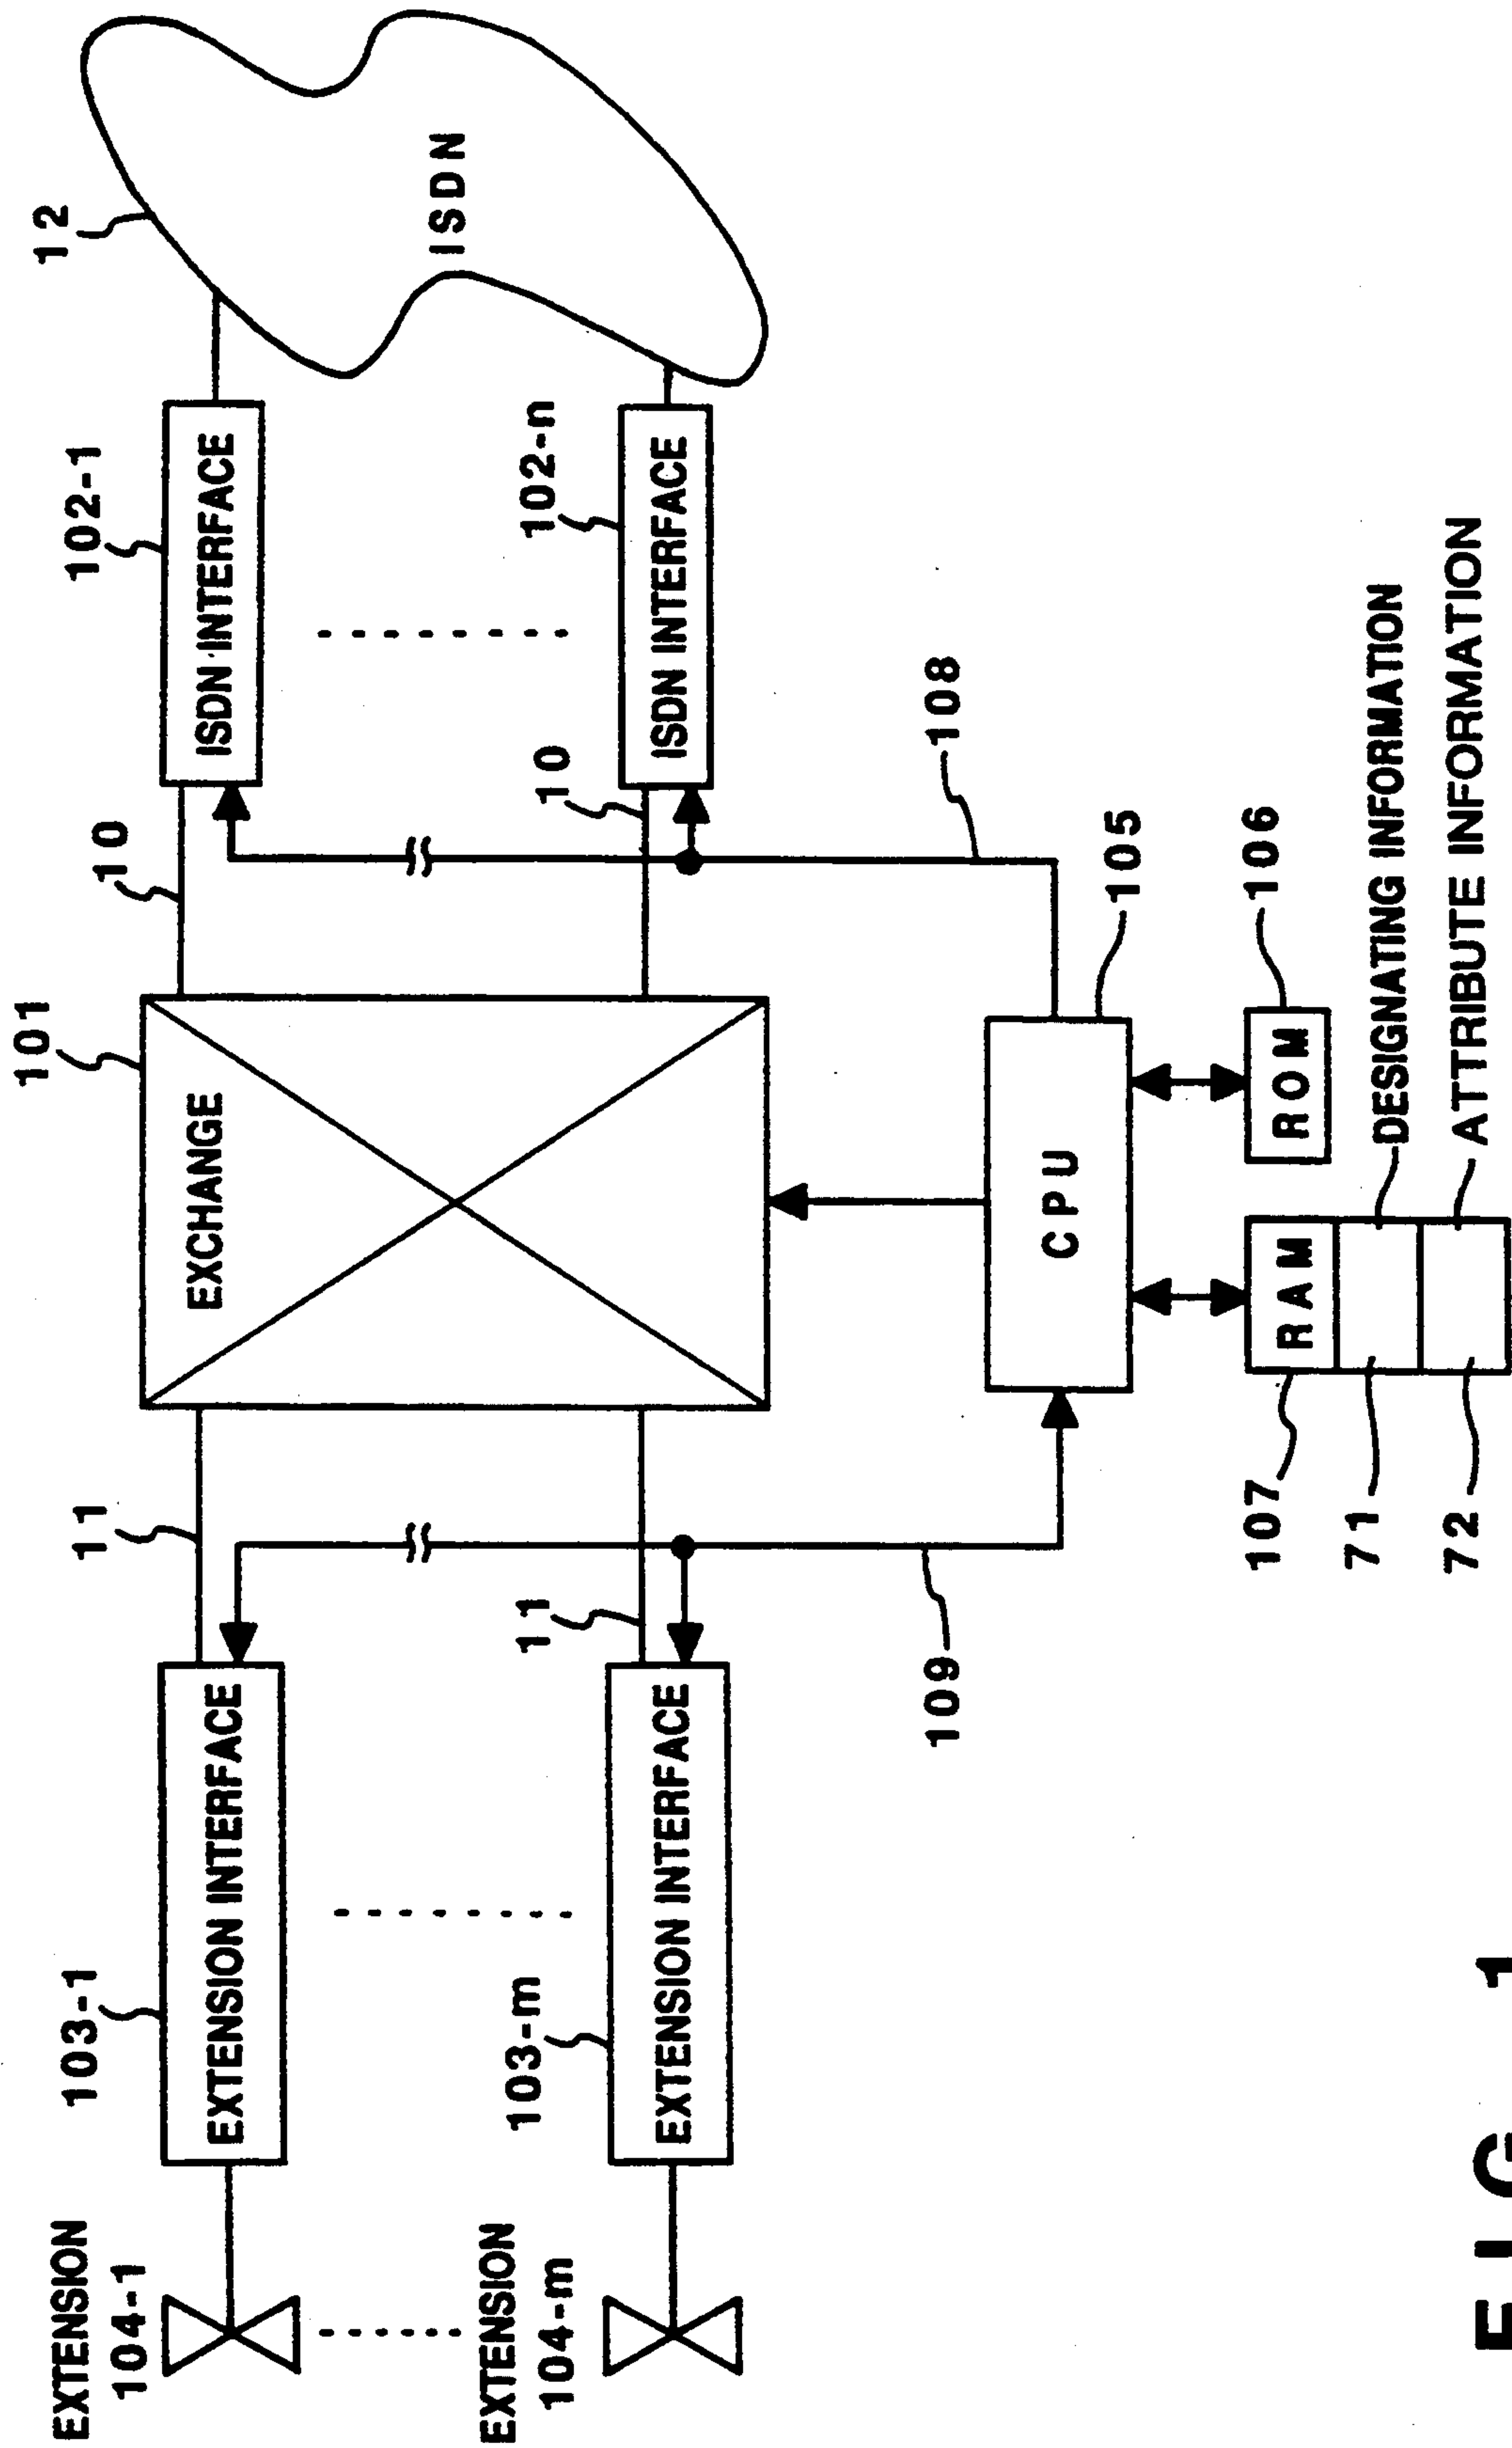 EXTENSION
104-1
103-1
EXTENSION INTERFACE
11
101
EXCHANGE
10
102-1
ISDN INTERFACE
12
ISDN
EXTENSION
104-m
103-m
EXTENSION INTERFACE
11
10
102-n
ISDN INTERFACE
109
108
CPU
105
107
RAM
ROM
106
71
DESIGNATING INFORMATION
72
ATTRIBUTE INFORMATION
FIG. 1